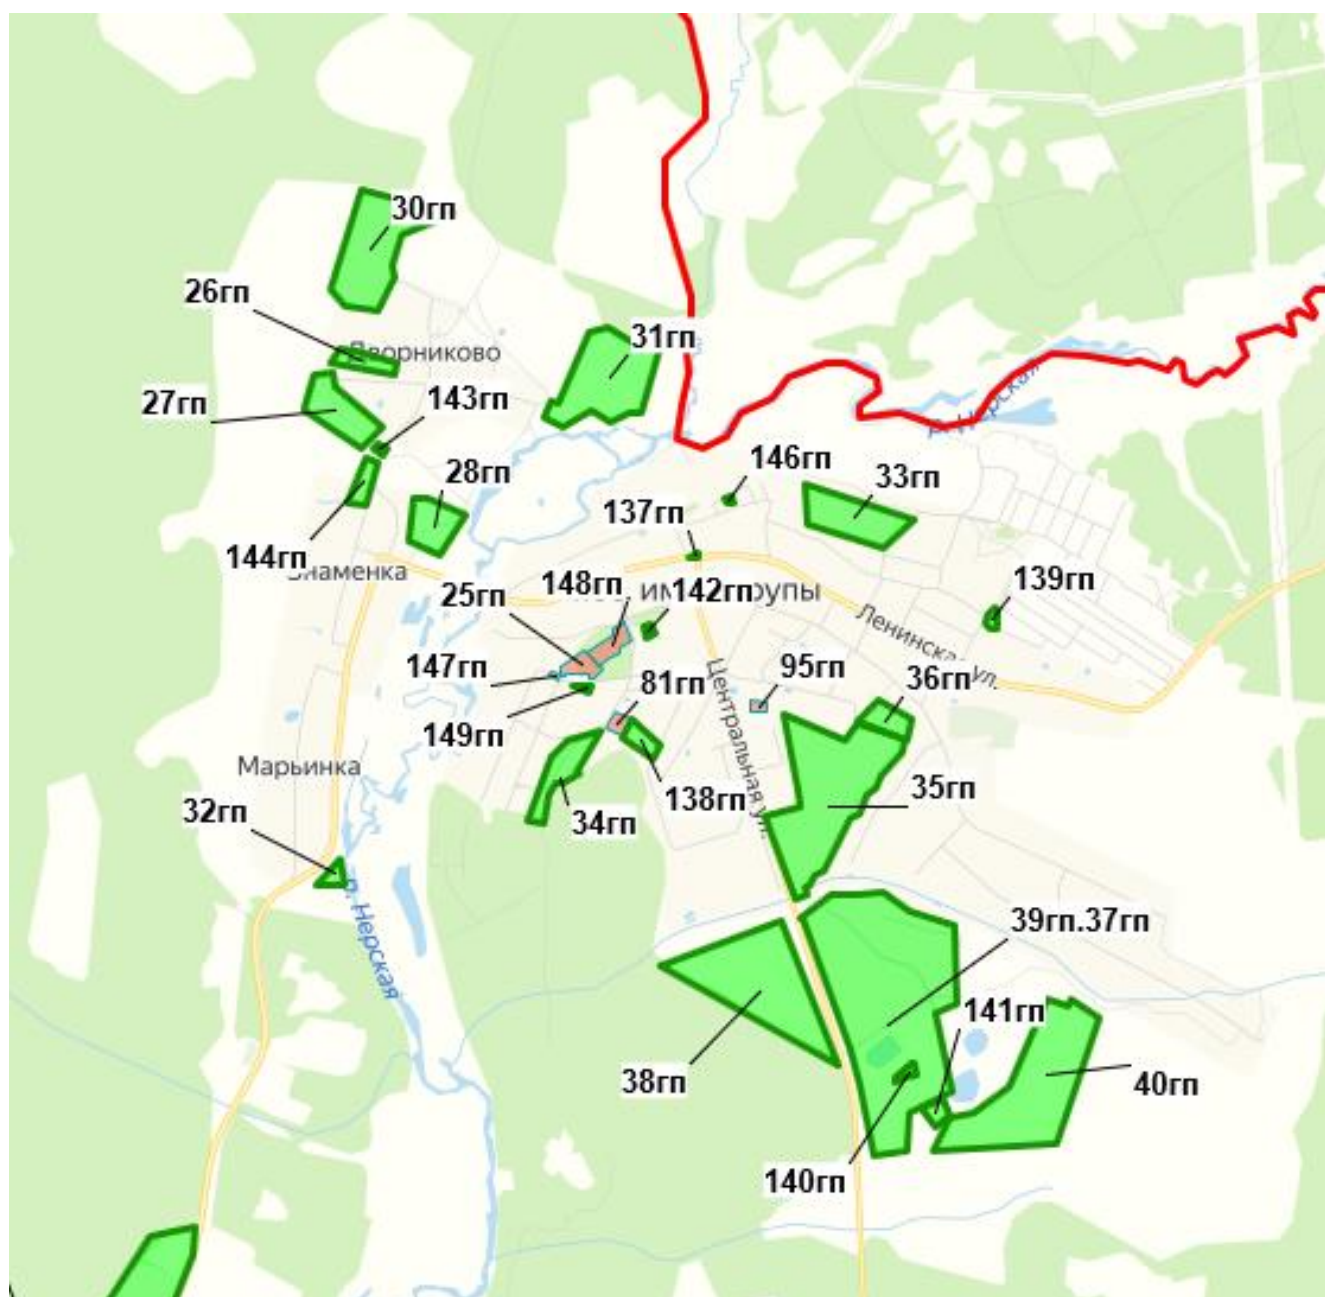 30гп
26гп
31гп
Дворниково
27гп
143гп
р. Нерская
146гп
28гп
33гп
137гп
144гп
Знаменка
148гп
142гп
25гп
139гп
Ленинская ул.
147гп
81гп
95гп
36гп
149гп
Центральная ул.
Марьинка
138гп
35гп
32гп
34гп
р. Нерская
39гп.37гп
141гп
38гп
40гп
140гп